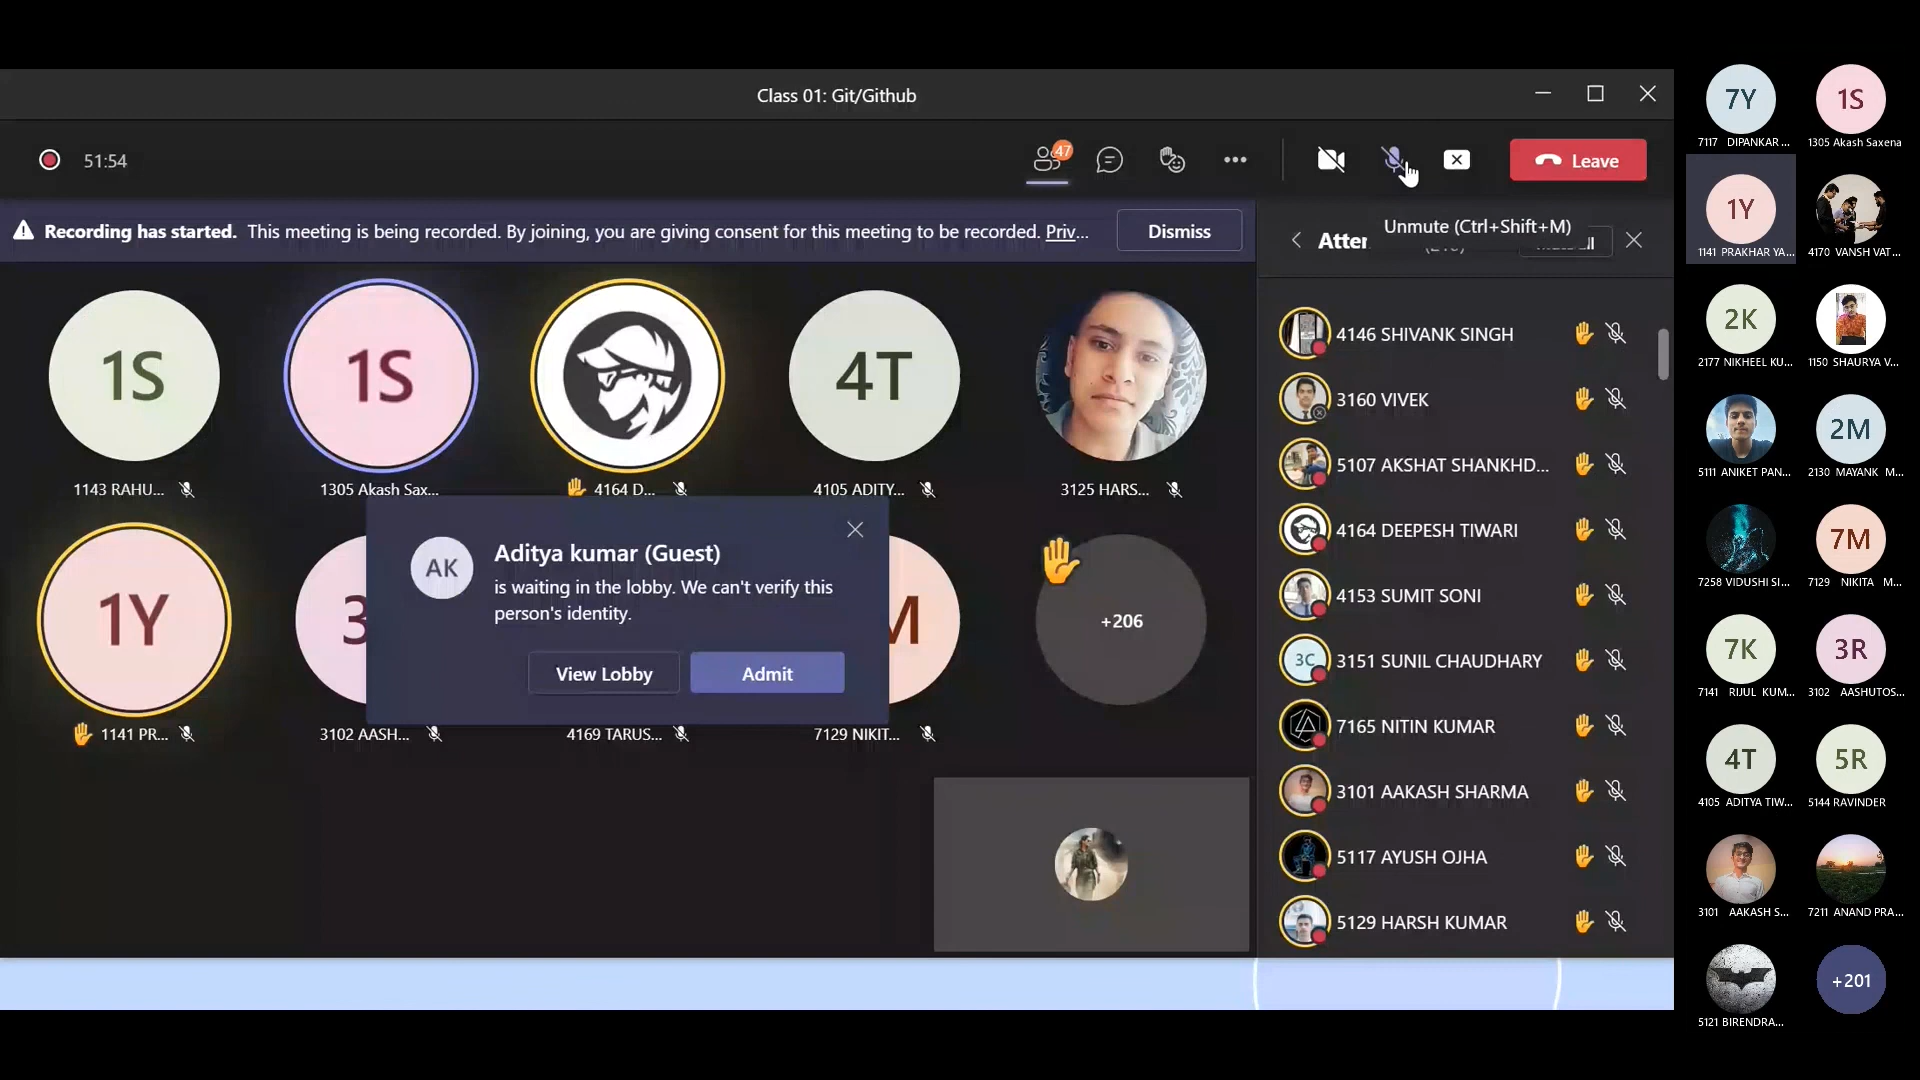 Class 01: Git/Github
51:54
47
Leave
Recording has started. This meeting is being recorded. By joining, you are giving consent for this meeting to be recorded. Priv...
Dismiss
Unmute (Ctrl+Shift+M)
1S
1S
4T
1143 RAHU...
1305 Akash Sax...
4164 D...
4105 ADITY...
3125 HARS...
1Y
3
M
+206
1141 PR...
3102 AASH...
4169 TARUS...
7129 NIKIT...
AK
Aditya kumar (Guest)
is waiting in the lobby. We can't verify this
person's identity.
View Lobby
Admit
4146 SHIVANK SINGH
3160 VIVEK
5107 AKSHAT SHANKHD...
4164 DEEPESH TIWARI
4153 SUMIT SONI
3C
3151 SUNIL CHAUDHARY
7165 NITIN KUMAR
3101 AAKASH SHARMA
5117 AYUSH OJHA
5129 HARSH KUMAR
7Y
1S
7117 DIPANKAR ...
1305 Akash Saxena
1Y
1141 PRAKHAR YA...
4170 VANSH VAT...
2K
2177 NIKHEEL KU...
1150 SHAURYA V...
2M
5111 ANIKET PAN...
2130 MAYANK M...
7M
7258 VIDUSHI SI...
7129 NIKITA M...
7K
3R
7141 RIJUL KUM...
3102 AASHUTOS...
4T
5R
4105 ADITYA TIW...
5144 RAVINDER
3101 AAKASH S...
7211 ANAND PRA...
+201
5121 BIRENDRA...